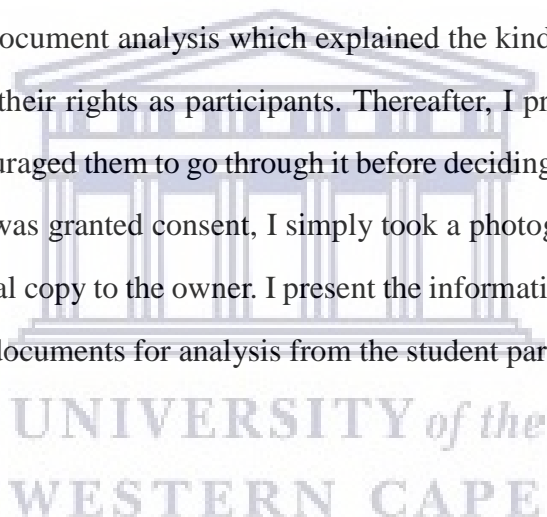 ocument analysis which explained the kind
their rights as participants. Thereafter, I pr
uraged them to go through it before deciding
was granted consent, I simply took a photog
al copy to the owner. I present the informati
documents for analysis from the student par
UNIVERSITY of the
WESTERN CAPE